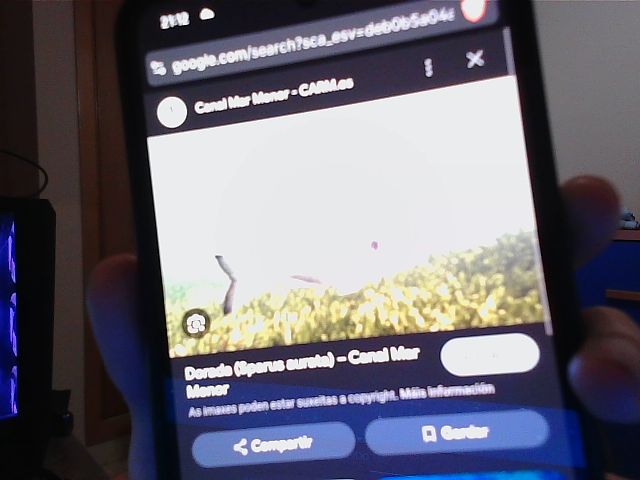 21:12
google.com/search?sca_esv=deb0b5a04
Canal Mar Menor - CARM.es
Dorada (Sparus aurata) – Canal Mar
Menor
As imaxes poden estar suxeitas a copyright. Máis información
Compartir
Gardar